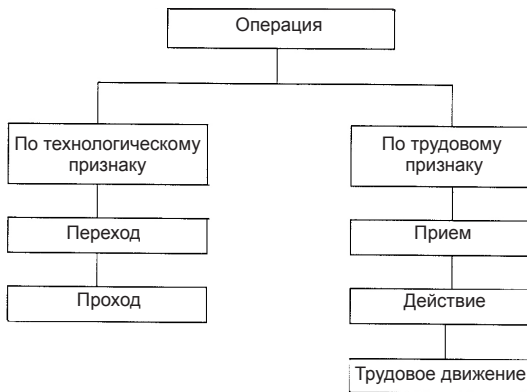 Операция
По технологическому
признаку
Переход
Проход
По трудовому
признаку
Прием
Действие
Трудовое движение